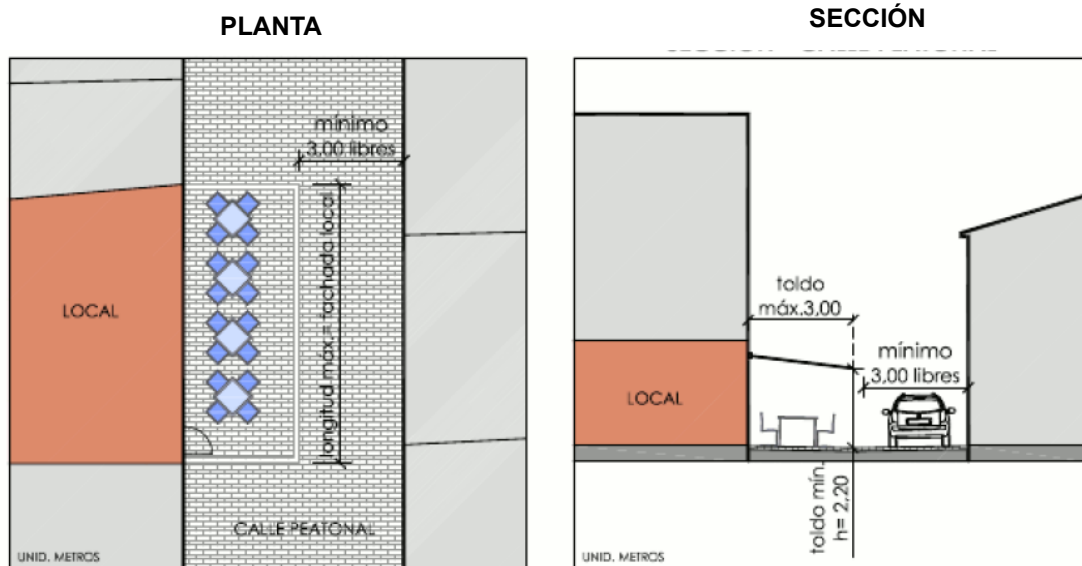 PLANTA
mínimo
3,00 libres
longitud máx.= fachada local
LOCAL
CALLE PEATONAL
UNID. METROS
SECCIÓN
toldo
máx.3,00
mínimo
3,00 libres
LOCAL
toldo mín.
h= 2,20
UNID. METROS